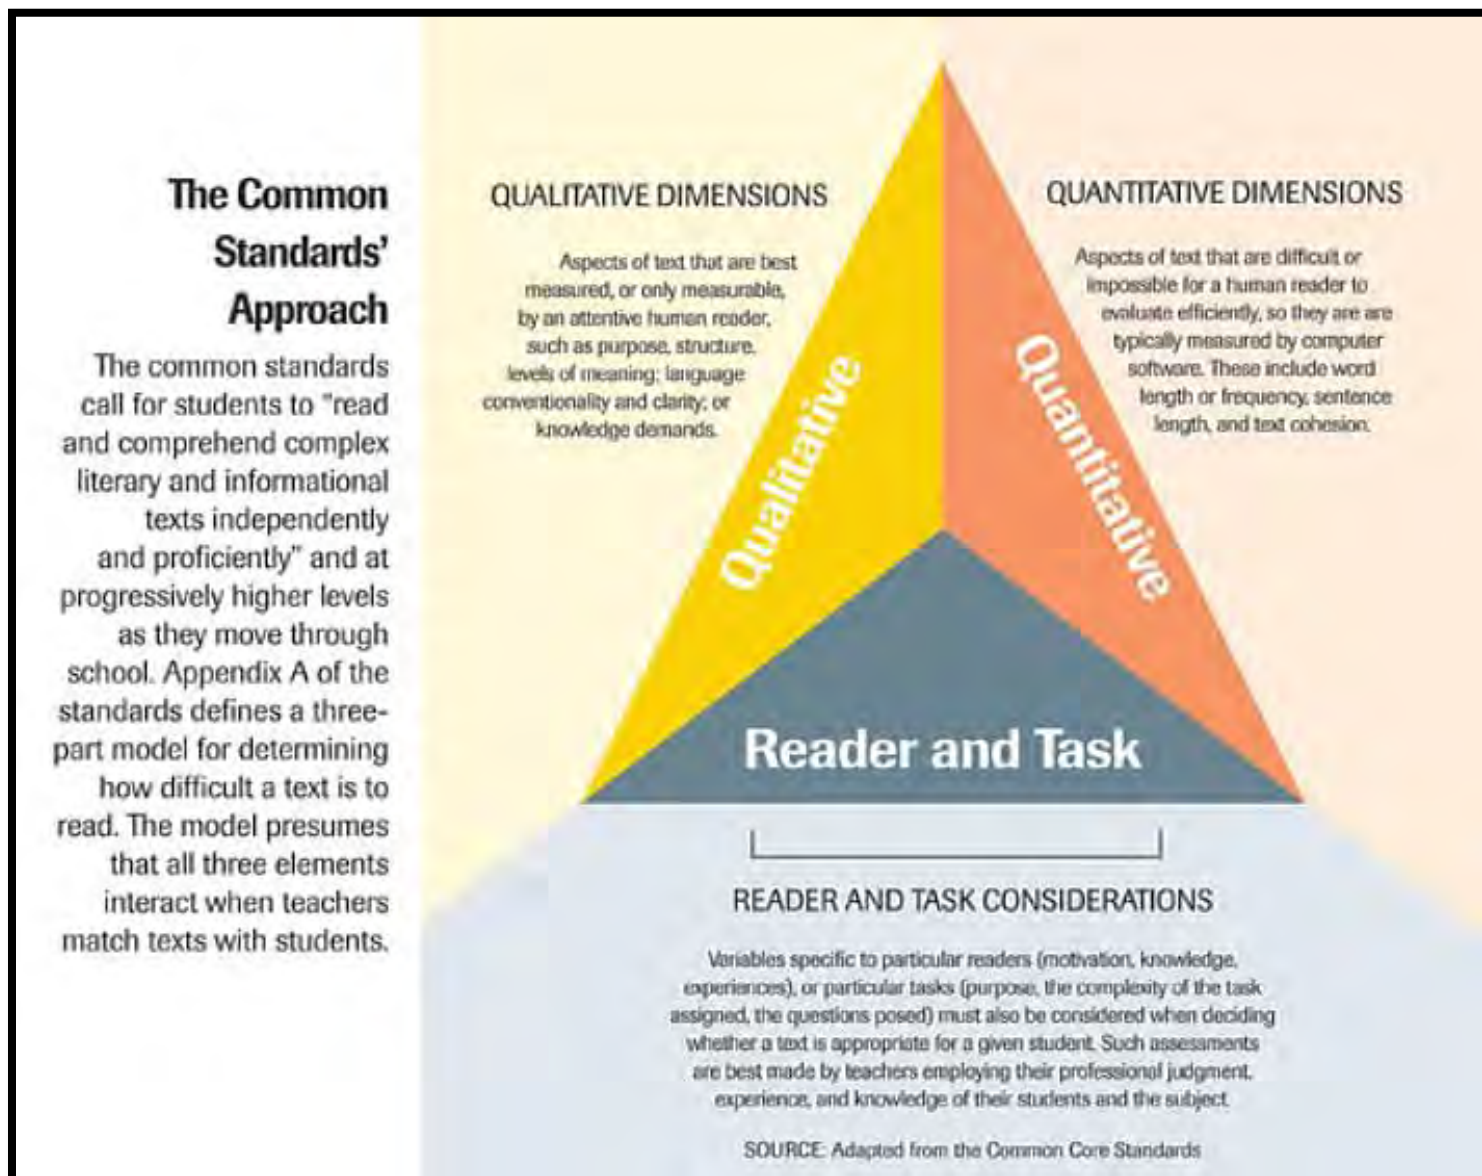 The Common
Standards'
Approach
The common standards
call for students to "read
and comprehend complex
literary and informational
texts independently
and proficiently" and at
progressively higher levels
as they move through
school. Appendix A of the
standards defines a three-
part model for determining
how difficult a text is to
read. The model presumes
that all three elements
interact when teachers
match texts with students.
QUALITATIVE DIMENSIONS
Aspects of text that are best
measured, or only measurable,
by an attentive human reader,
such as purpose, structure,
levels of meaning; language
conventionality and clarity; or
knowledge demands.
QUANTITATIVE DIMENSIONS
Aspects of text that are difficult or
impossible for a human reader to
evaluate efficiently, so they are are
typically measured by computer
software. These include word
length or frequency, sentence
length, and text cohesion.
Qualitative
Quantitative
Reader and Task
READER AND TASK CONSIDERATIONS
Variables specific to particular readers (motivation, knowledge,
experiences), or particular tasks (purpose, the complexity of the task
assigned, the questions posed) must also be considered when deciding
whether a text is appropriate for a given student. Such assessments
are best made by teachers employing their professional judgment,
experience, and knowledge of their students and the subject.
SOURCE: Adapted from the Common Core Standards